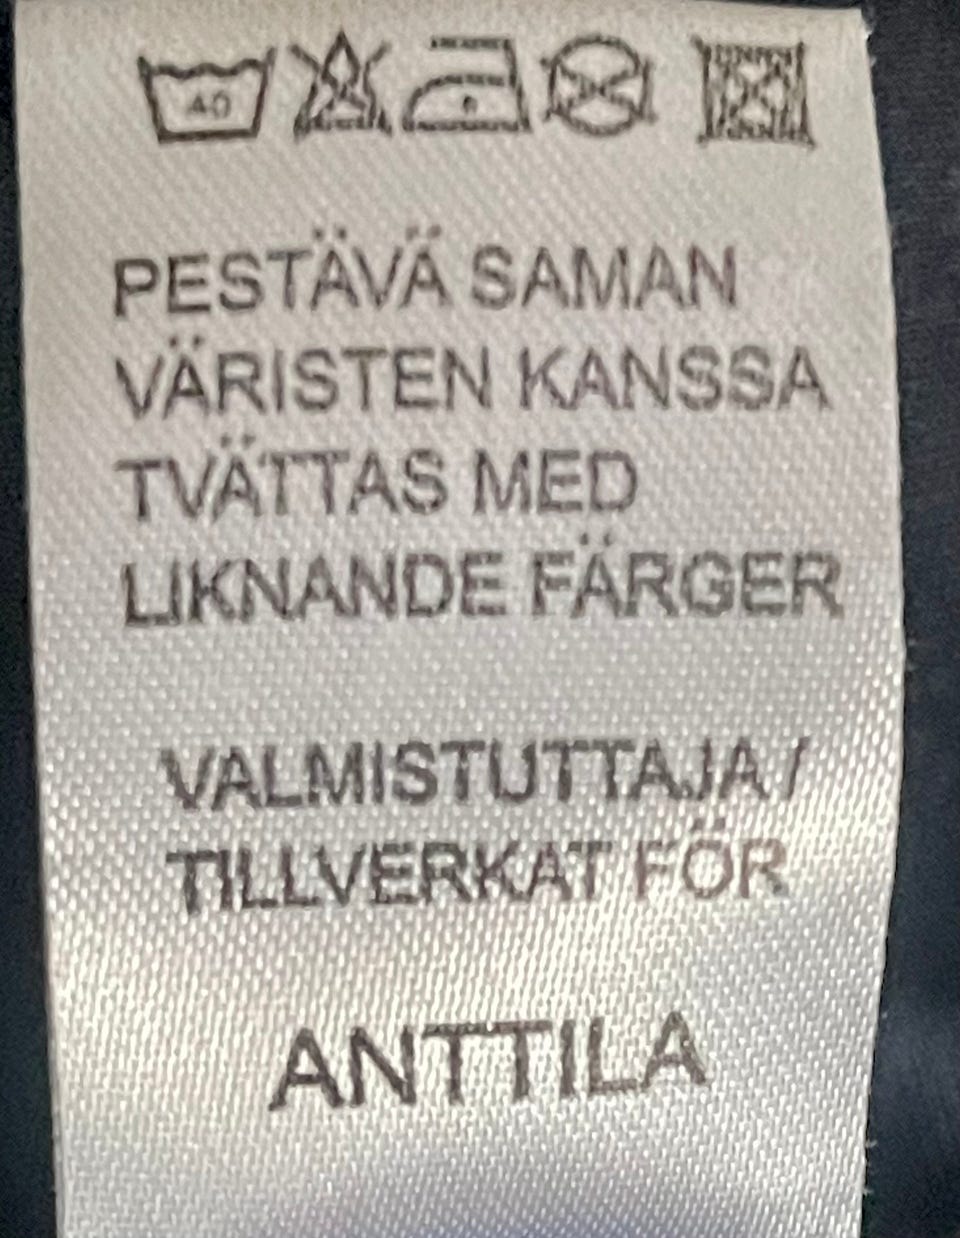 40
PESTÄVÄ SAMAN
VÄRISTEN KANSSA
TVÄTTAS MED
LIKNANDE FÄRGER
VALMISTUTTAJA /
TILLVERKAT FÖR
ANTTILA